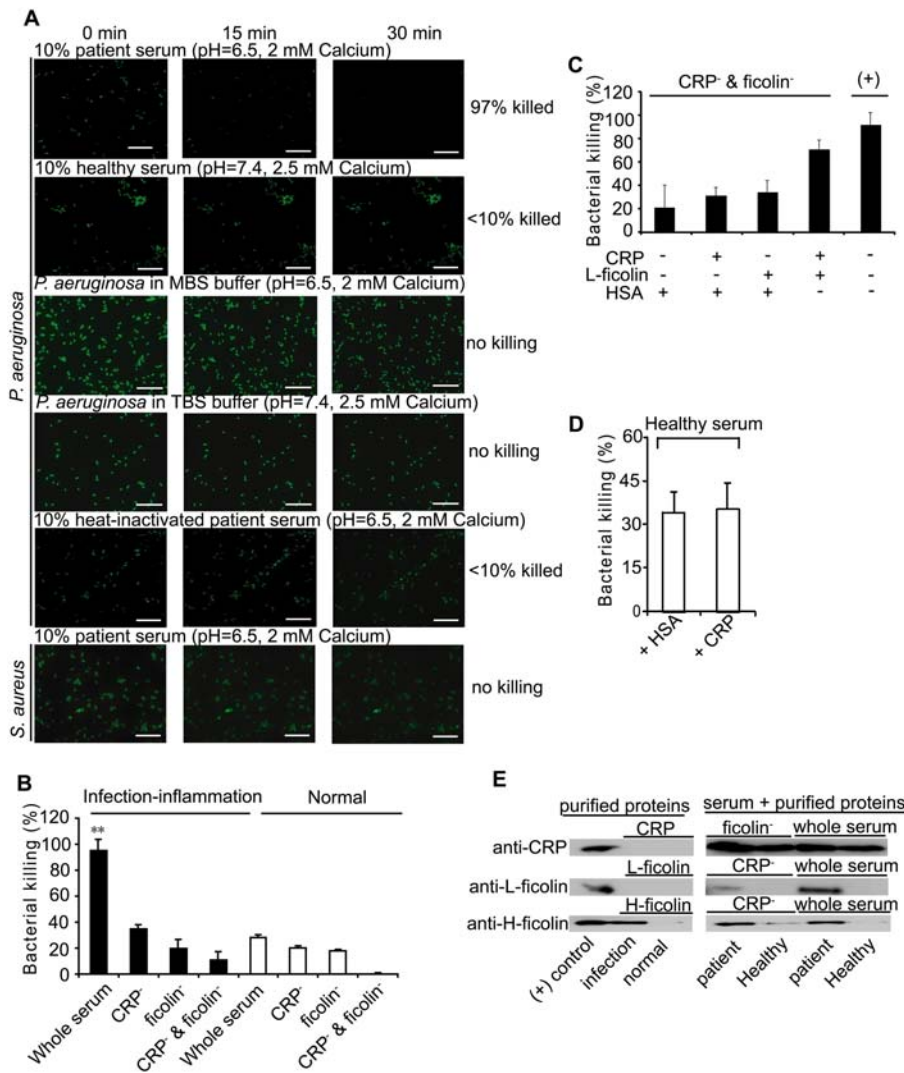 A
0 min 15 min 30 min
10% patient serum (pH=6.5, 2 mM Calcium)
97% killed
10% healthy serum (pH=7.4, 2.5 mM Calcium)
<10% killed
P. aeruginosa in MBS buffer (pH=6.5, 2 mM Calcium)
no killing
P. aeruginosa in TBS buffer (pH=7.4, 2.5 mM Calcium)
no killing
10% heat-inactivated patient serum (pH=6.5, 2 mM Calcium)
<10% killed
10% patient serum (pH=6.5, 2 mM Calcium)
no killing
P. aeruginosa
S. aureus
B
Infection-inflammation Normal
Bacterial killing (%)
120
100
80
60
40
20
0
**
Whole serum
CRP-
ficolin-
CRP- & ficolin-
Whole serum
CRP-
ficolin-
CRP- & ficolin-
C
CRP- & ficolin- (+)
Bacterial killing (%)
120
100
80
60
40
20
0
CRP - + - + -
L-ficolin - - + + -
HSA + + + - -
D
Healthy serum
Bacterial killing (%)
60
45
30
15
0
+ HSA
+ CRP
E
purified proteins serum + purified proteins
CRP ficolin- whole serum
anti-CRP
L-ficolin CRP- whole serum
anti-L-ficolin
H-ficolin CRP- whole serum
anti-H-ficolin
(+) control
infection
normal
patient
Healthy
patient
Healthy